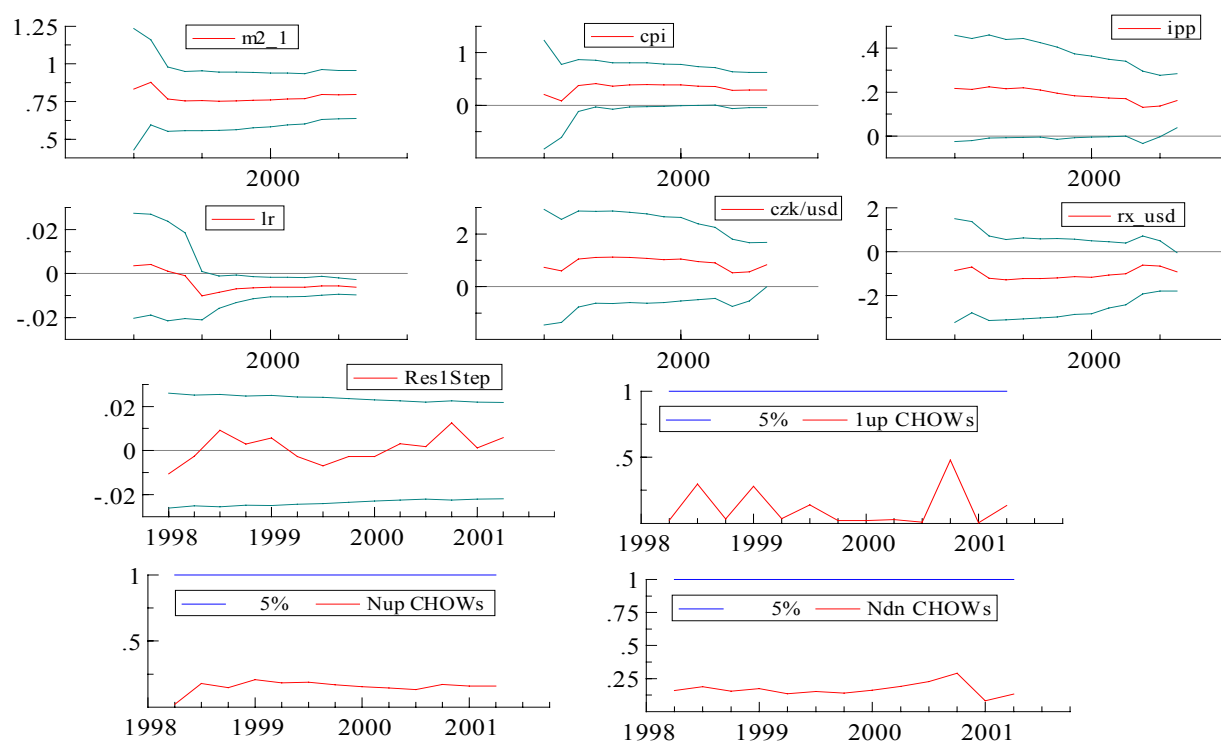 m2_1
1.25
1
.75
.5
2000
cpi
1
0
2000
ipp
.4
.2
0
2000
lr
.02
0
-.02
2000
czk/usd
2
0
2000
rx_usd
2
0
-2
2000
Res1Step
.02
0
-.02
1998 1999 2000 2001
1
5% 1up CHOWs
.5
1998 1999 2000 2001
1
5% Nup CHOWs
.5
1998 1999 2000 2001
1
.75
5% Ndn CHOWs
.5
.25
1998 1999 2000 2001